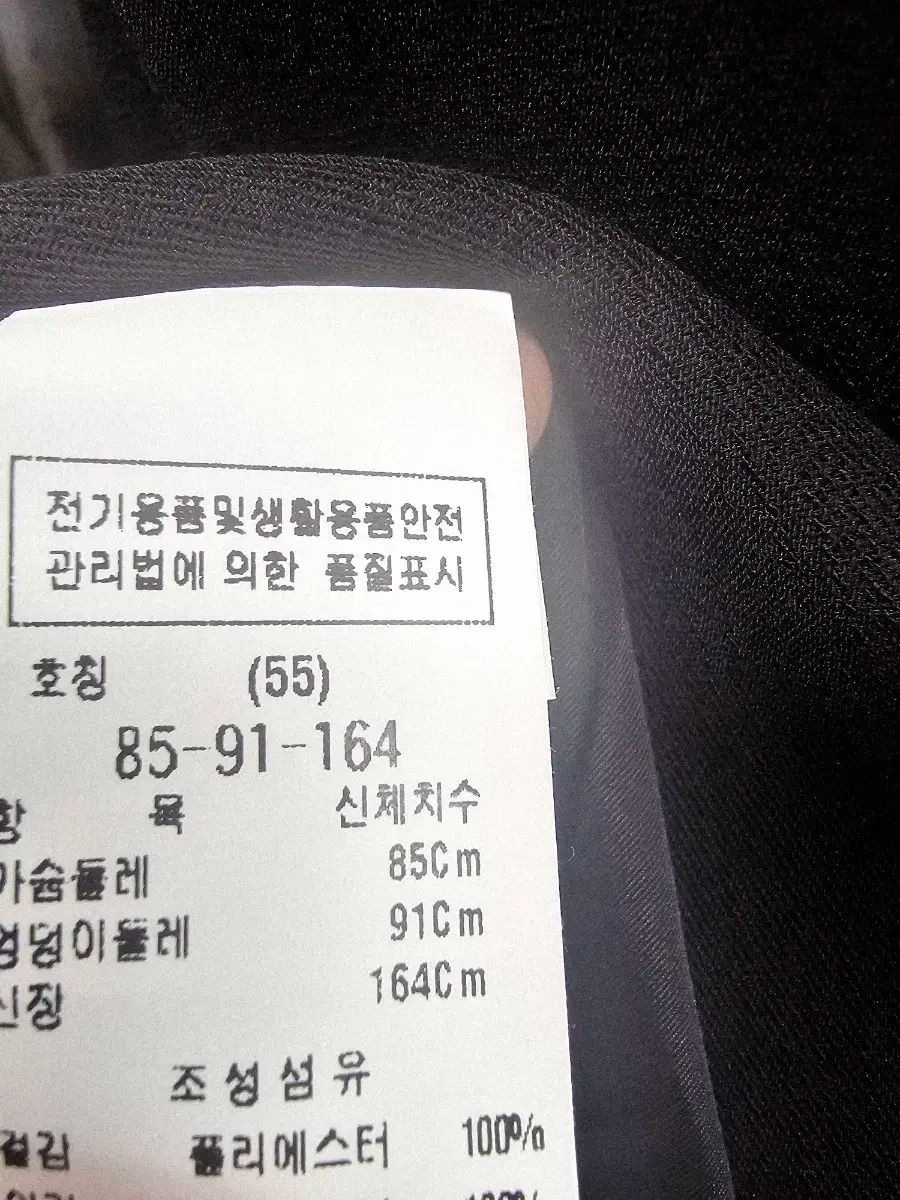 전기용품및생활용품안전
관리법에 의한 품질표시
호칭 (55)
85-91-164
항 목 신체치수
가슴둘레 85Cm
엉덩이둘레 91Cm
신장 164Cm
조성섬유
겉감 폴리에스터 100%